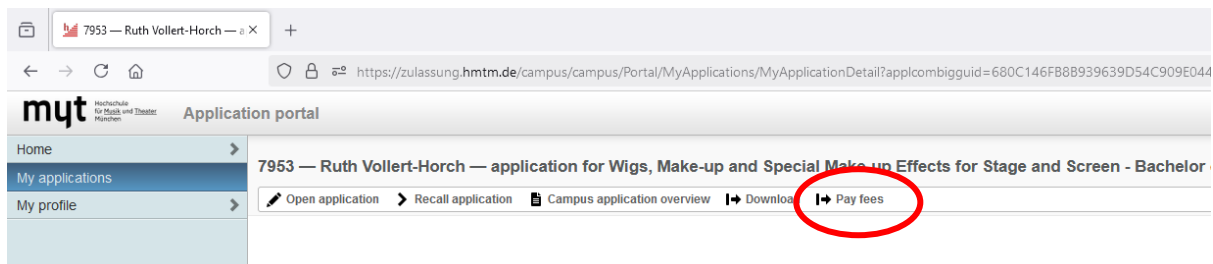 7953 — Ruth Vollert-Horch — a
https://zulassung.hmtm.de/campus/campus/Portal/MyApplications/MyApplicationDetail?applcombigguid=680C146FB8B939639D54C909E044
myt Hochschule
für Musik und Theater
München
Application portal
Home
My applications
My profile
7953 — Ruth Vollert-Horch — application for Wigs, Make-up and Special Make-up Effects for Stage and Screen - Bachelor
Open application Recall application Campus application overview Downloa Pay fees